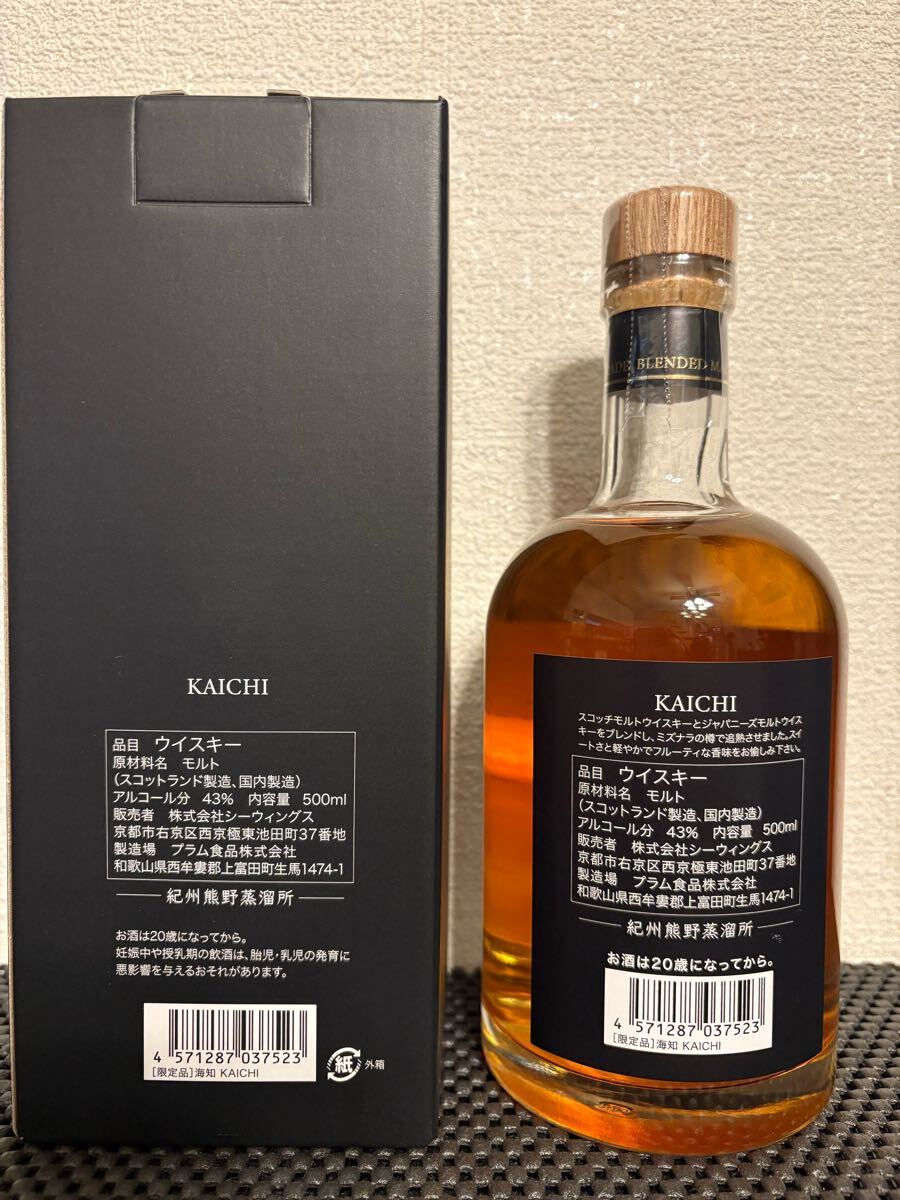 KAICHI
品目 ウイスキー
原材料名 モルト
(スコットランド製造、国内製造)
アルコール分 43% 内容量 500ml
販売者 株式会社シーウィングス
京都市右京区西京極東池田町37番地
製造場 プラム食品株式会社
和歌山県西牟婁郡上富田町生馬1474-1
紀州熊野蒸溜所
お酒は20歳になってから。
妊娠中や授乳期の飲酒は、胎児・乳児の発育に
悪影響を与えるおそれがあります。
4 571287 037523
[限定品]海知 KAICHI
紙 外箱
BLENDED
KAICHI
スコッチモルトウイスキーとジャパニーズモルトウイス
キーをブレンドし、ミズナラの樽で追熟させました。スイ
ートさと軽やかでフルーティな香味をお愉しみ下さい。
品目 ウイスキー
原材料名 モルト
(スコットランド製造、国内製造)
アルコール分 43% 内容量 500ml
販売者 株式会社シーウィングス
京都市右京区西京極東池田町37番地
製造場 プラム食品株式会社
和歌山県西牟婁郡上富田町生馬1474-1
紀州熊野蒸溜所
お酒は20歳になってから。
4 571287 037523
[限定品]海知 KAICHI